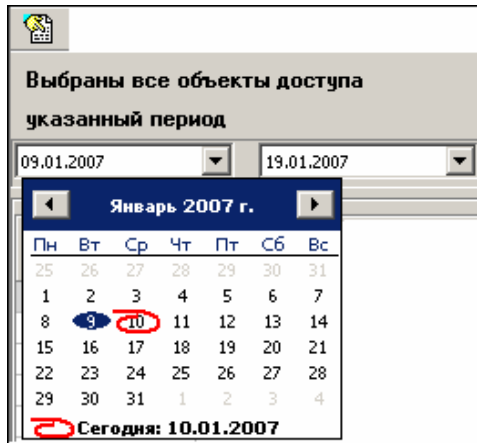 Выбраны все объекты доступа
указанный период
09.01.2007 19.01.2007
Январь 2007 г.
Пн Вт Ср Чт Пт Сб Вс
25 26 27 28 29 30 31
1 2 3 4 5 6 7
8 9 10 11 12 13 14
15 16 17 18 19 20 21
22 23 24 25 26 27 28
29 30 31 1 2 3 4
Сегодня: 10.01.2007